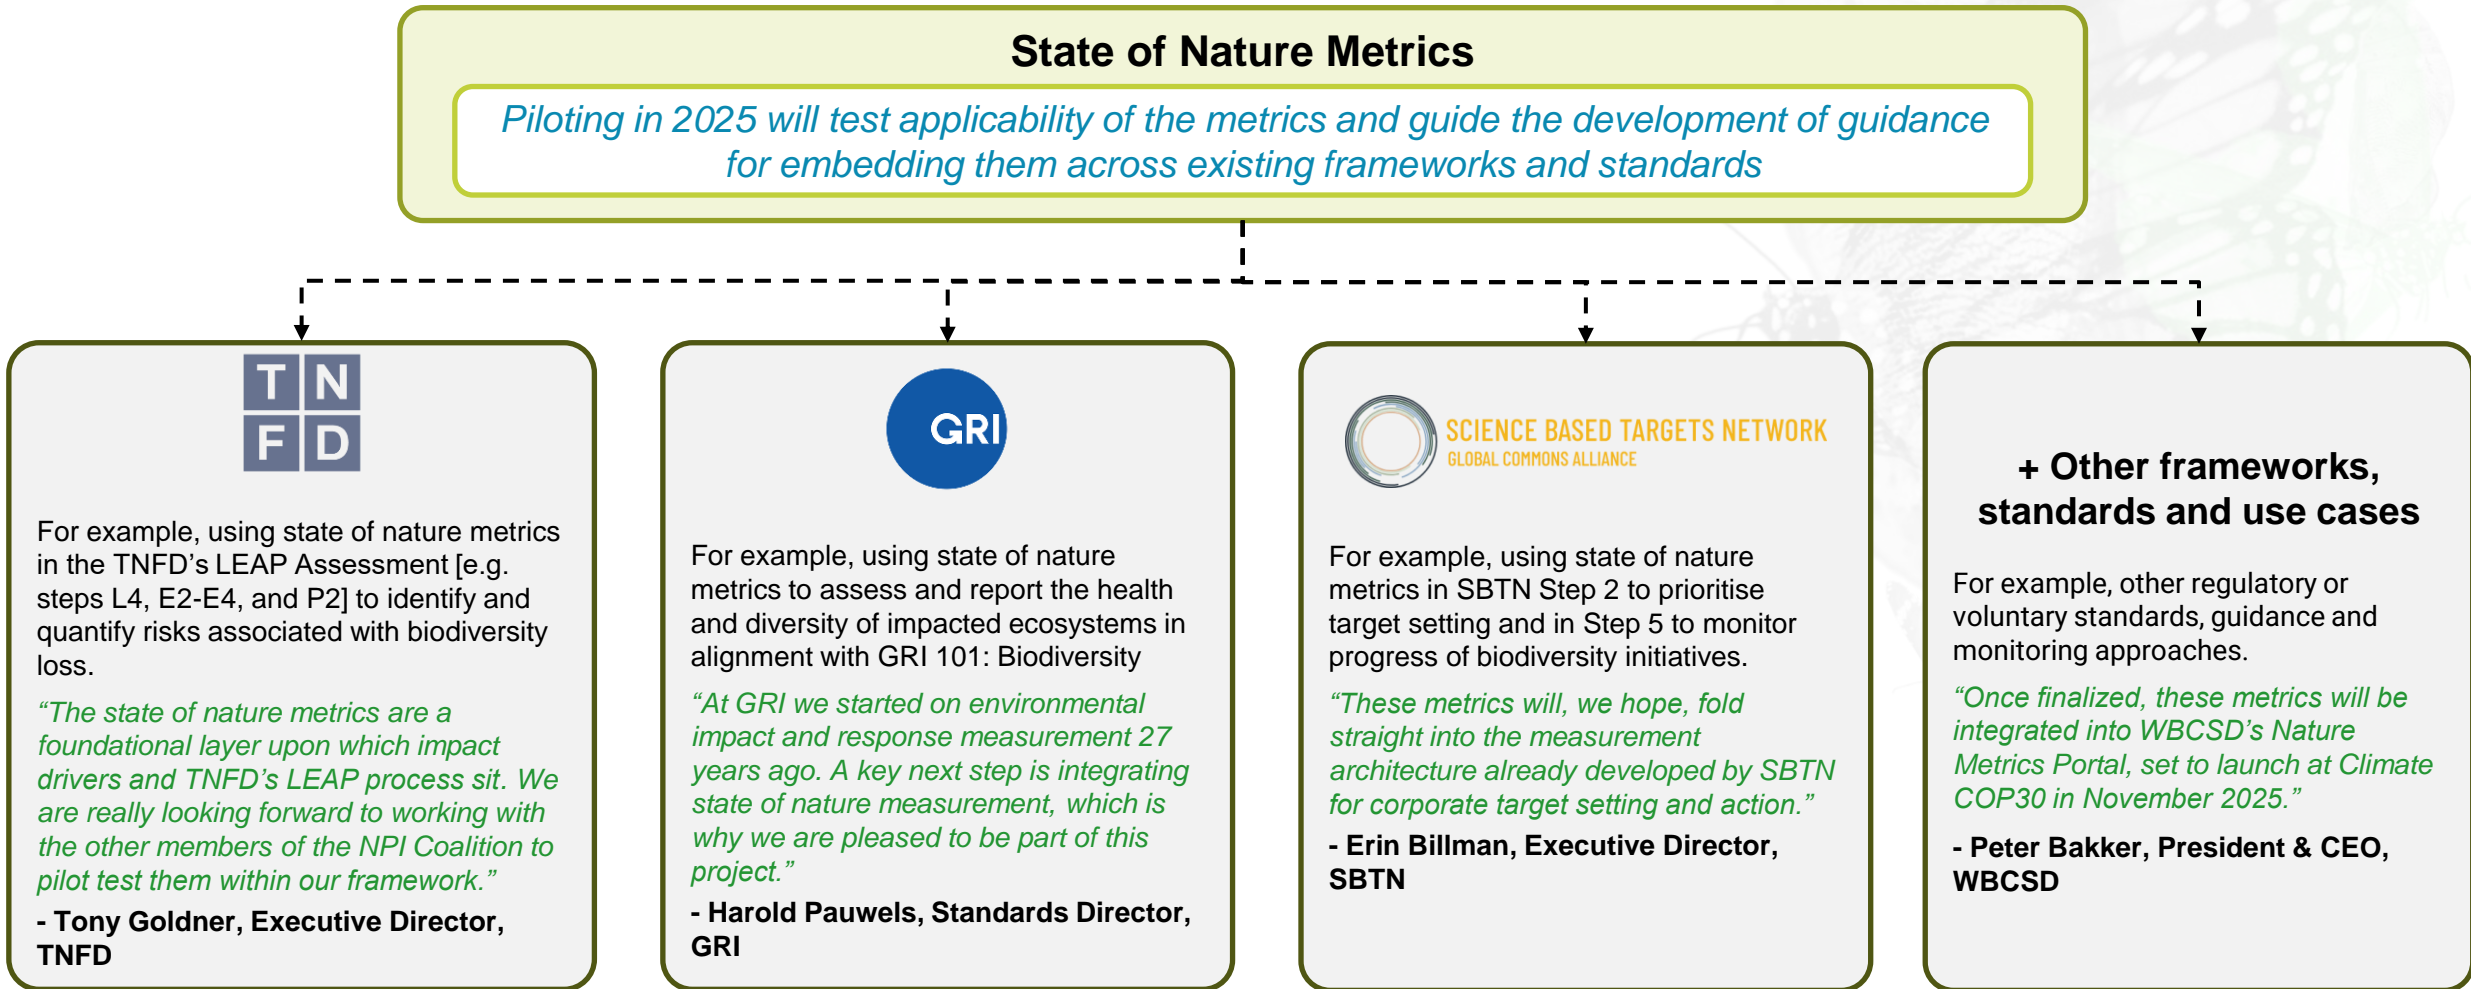 State of Nature Metrics
Piloting in 2025 will test applicability of the metrics and guide the development of guidance
for embedding them across existing frameworks and standards
T N
F D
For example, using state of nature metrics
in the TNFD’s LEAP Assessment [e.g.
steps L4, E2-E4, and P2] to identify and
quantify risks associated with biodiversity
loss.
“The state of nature metrics are a
foundational layer upon which impact
drivers and TNFD’s LEAP process sit. We
are really looking forward to working with
the other members of the NPI Coalition to
pilot test them within our framework.”
- Tony Goldner, Executive Director,
TNFD
GRI
For example, using state of nature
metrics to assess and report the health
and diversity of impacted ecosystems in
alignment with GRI 101: Biodiversity
“At GRI we started on environmental
impact and response measurement 27
years ago. A key next step is integrating
state of nature measurement, which is
why we are pleased to be part of this
project.”
- Harold Pauwels, Standards Director,
GRI
SCIENCE BASED TARGETS NETWORK
GLOBAL COMMONS ALLIANCE
For example, using state of nature
metrics in SBTN Step 2 to prioritise
target setting and in Step 5 to monitor
progress of biodiversity initiatives.
“These metrics will, we hope, fold
straight into the measurement
architecture already developed by SBTN
for corporate target setting and action.”
- Erin Billman, Executive Director,
SBTN
+ Other frameworks,
standards and use cases
For example, other regulatory or
voluntary standards, guidance and
monitoring approaches.
“Once finalized, these metrics will be
integrated into WBCSD’s Nature
Metrics Portal, set to launch at Climate
COP30 in November 2025.”
- Peter Bakker, President & CEO,
WBCSD